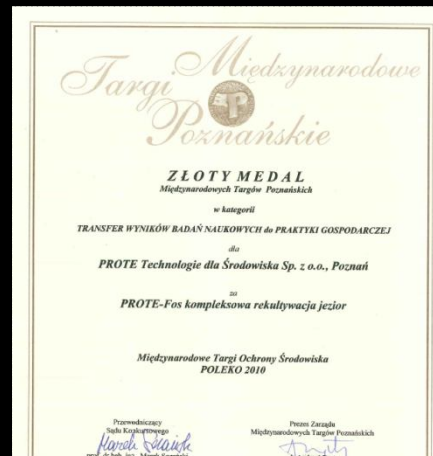 Międzynarodowe
Targi
Poznańskie
ZŁOTY MEDAL
Międzynarodowych Targów Poznańskich
w kategorii
TRANSFER WYNIKÓW BADAŃ NAUKOWYCH do PRAKTYKI GOSPODARCZEJ
dla
PROTE Technologie dla Środowiska Sp. z o.o., Poznań
za
PROTE-Fos kompleksowa rekultywacja jezior
Międzynarodowe Targi Ochrony Środowiska
POLEKO 2010
Przewodniczący
Sądu Konkursowego
Prezes Zarządu
Międzynarodowych Targów Poznańskich